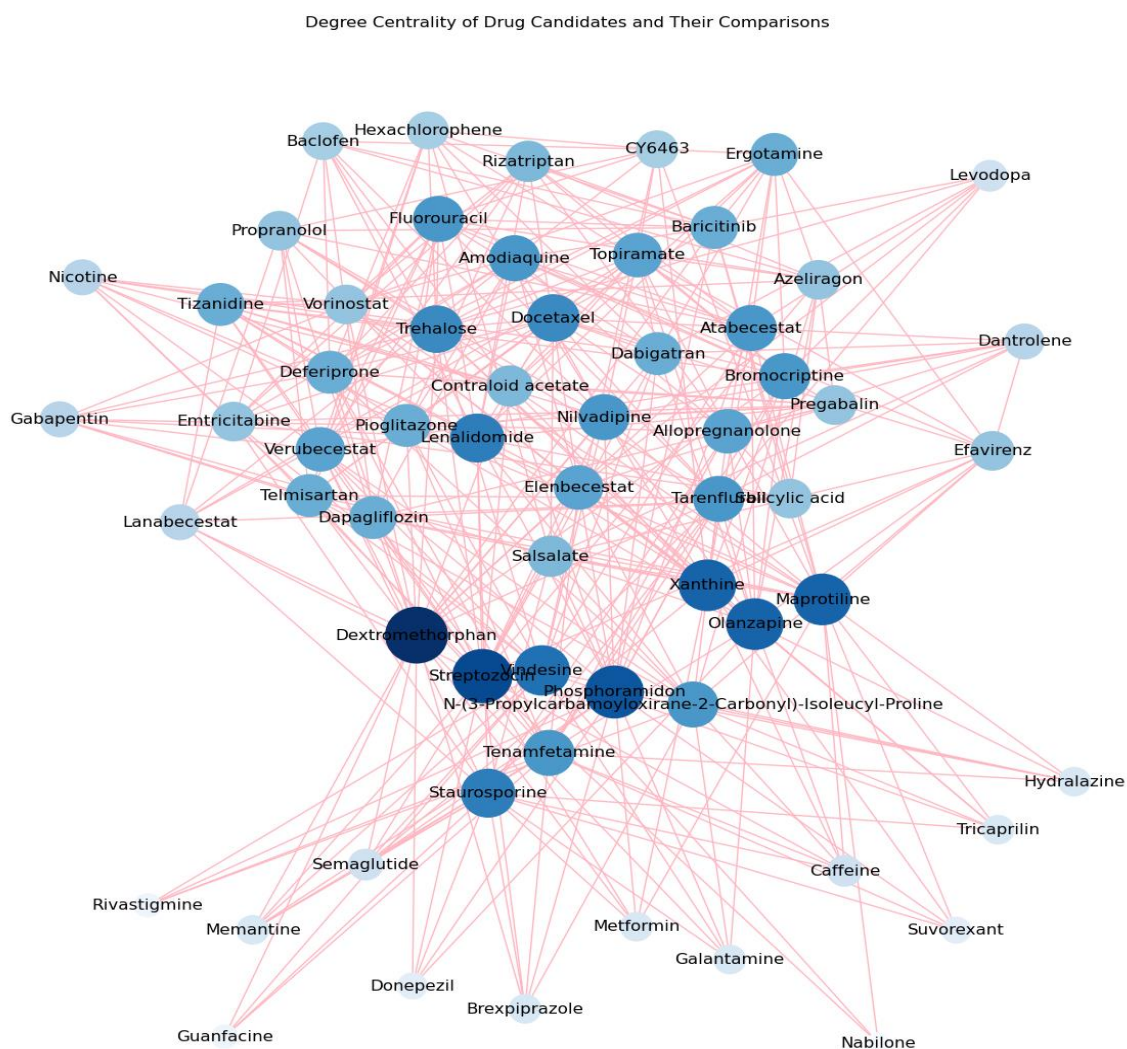 Degree Centrality of Drug Candidates and Their Comparisons
Hexachlorophene
Baclofen
CY6463
Rizatriptan
Ergotamine
Levodopa
Fluorouracil
Propranolol
Baricitinib
Topiramate
Amodiaquine
Nicotine
Azeliragon
Tizanidine
Vorinostat
Docetaxel
Trehalose
Atabecestat
Dantrolene
Dabigatran
Deferiprone
Bromocriptine
Contraloid acetate
Pregabalin
Gabapentin
Emtricitabine
Pioglitazone
Nilvadipine
Lenalidomide
Allopregnanolone
Verubecestat
Efavirenz
Elenbecestat
Telmisartan
Tarenflurbil
Salicylic acid
Dapagliflozin
Lanabecestat
Salsalate
Xanthine
Maprotiline
Olanzapine
Dextromethorphan
Vindesine
Streptozocin
Phosphoramidon
N-(3-Propylcarbamoyloxirane-2-Carbonyl)-Isoleucyl-Proline
Tenamfetamine
Hydralazine
Staurosporine
Tricaprilin
Semaglutide
Caffeine
Rivastigmine
Metformin
Memantine
Suvorexant
Galantamine
Donepezil
Brexpiprazole
Guanfacine
Nabilone